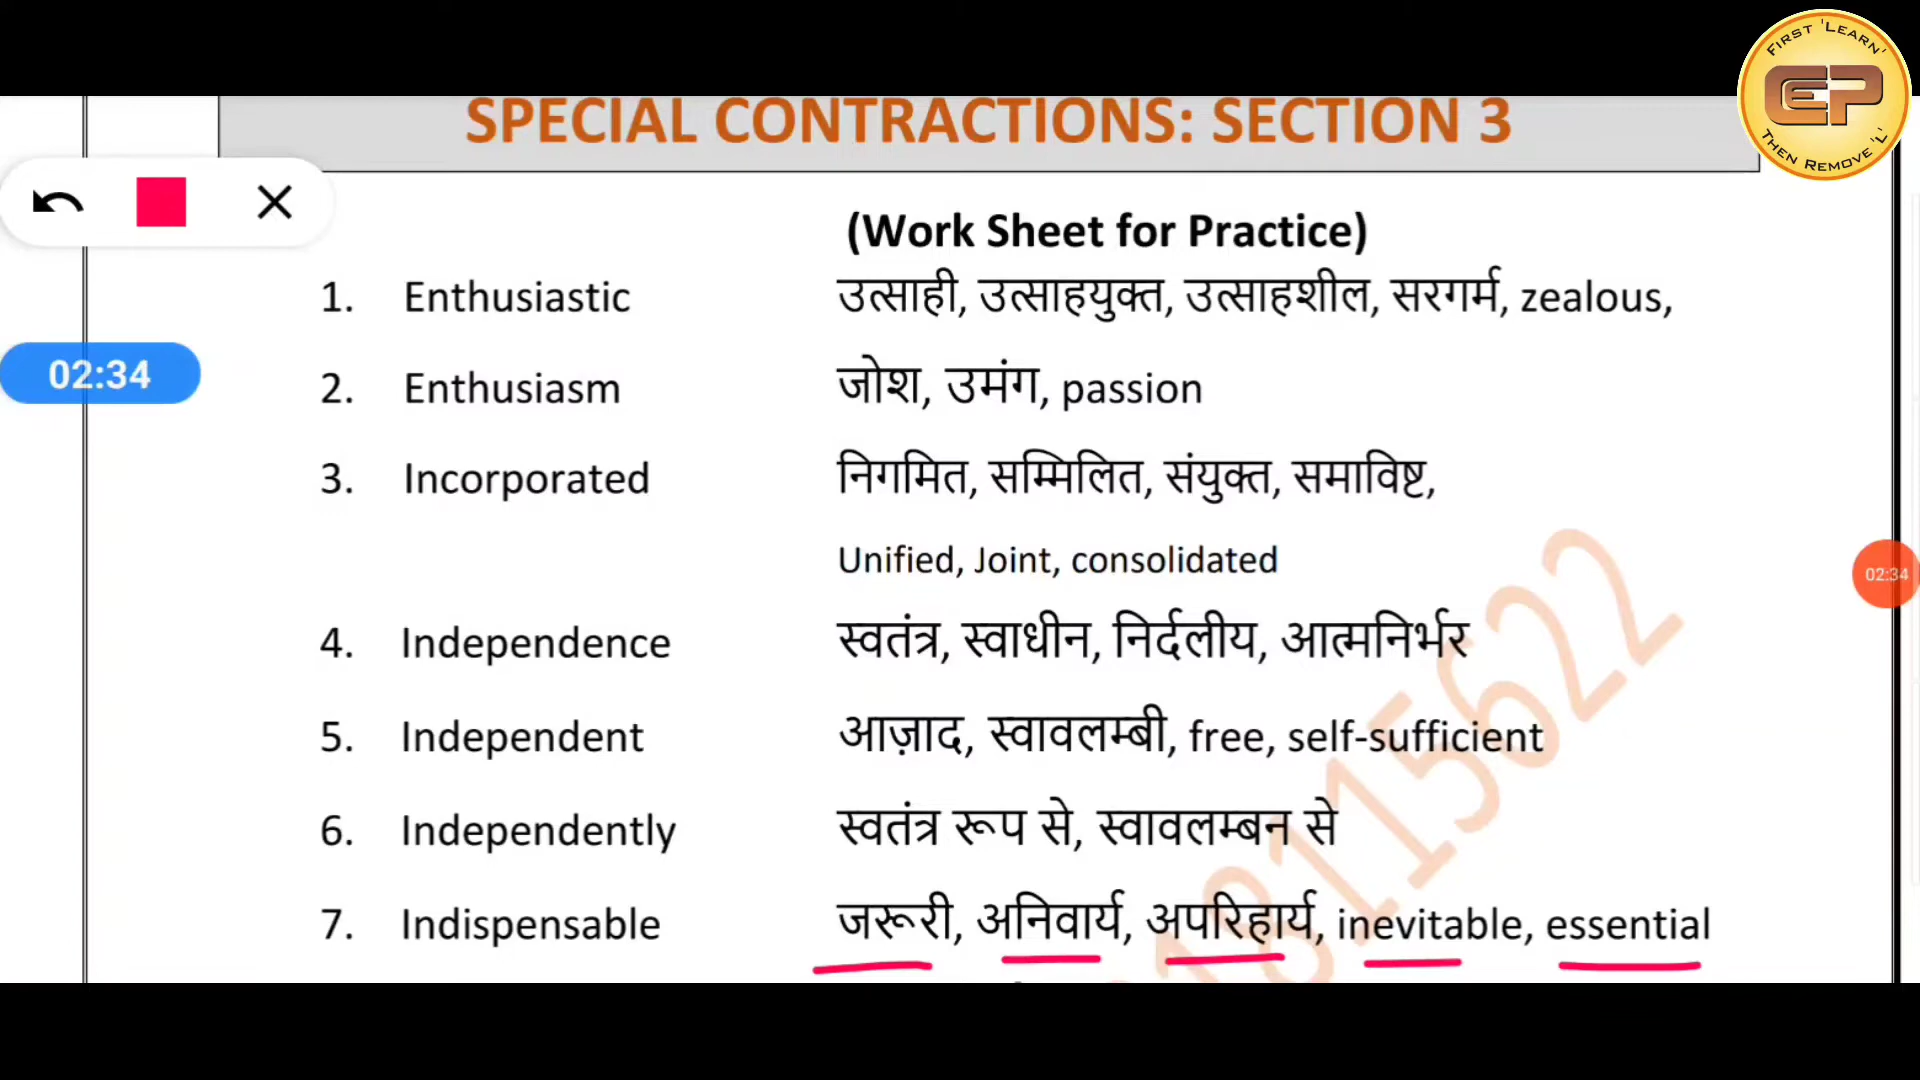 FIRST 'LEARN'
CEP
THEN REMOVE 'L'
SPECIAL CONTRACTIONS: SECTION 3
(Work Sheet for Practice)
1. Enthusiastic उत्साही, उत्साहयुक्त, उत्साहशील, सरगर्म, zealous,
02:34
2. Enthusiasm जोश, उमंग, passion
3. Incorporated निगमित, सम्मिलित, संयुक्त, समाविष्ट,
Unified, Joint, consolidated
02:34
4. Independence स्वतंत्र, स्वाधीन, निर्दलीय, आत्मनिर्भर
5. Independent आज़ाद, स्वावलम्बी, free, self-sufficient
6. Independently स्वतंत्र रूप से, स्वावलम्बन से
7. Indispensable जरूरी, अनिवार्य, अपरिहार्य, inevitable, essential